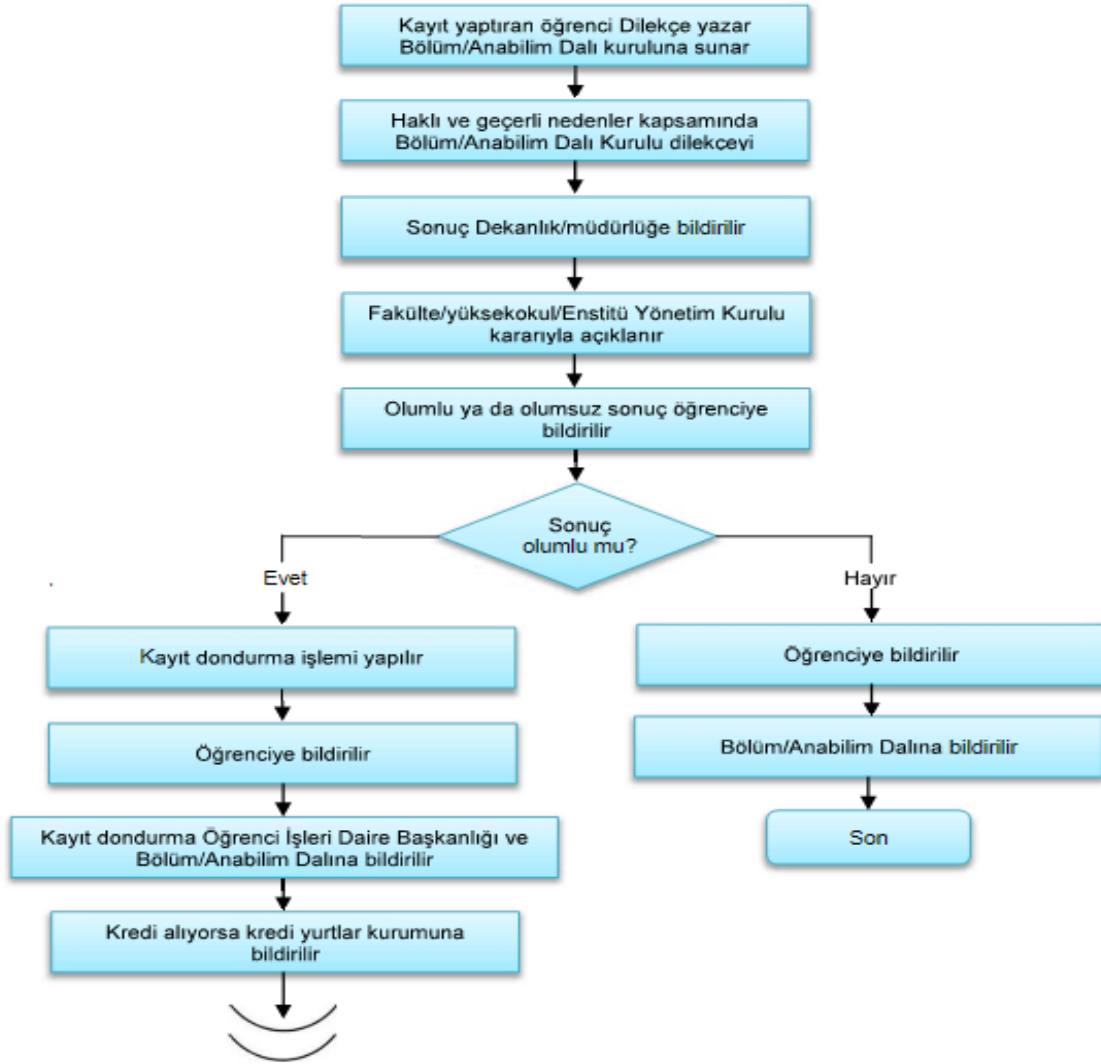 Kayıt yaptıran öğrenci Dilekçe yazar
Bölüm/Anabilim Dalı kuruluna sunar
Haklı ve geçerli nedenler kapsamında
Bölüm/Anabilim Dalı Kurulu dilekçeyi
Sonuç Dekanlık/müdürlüğe bildirilir
Fakülte/yüksekokul/Enstitü Yönetim Kurulu
kararıyla açıklanır
Olumlu ya da olumsuz sonuç öğrenciye
bildirilir
Sonuç
olumlu mu?
Evet
Kayıt dondurma işlemi yapılır
Öğrenciye bildirilir
Kayıt dondurma Öğrenci İşleri Daire Başkanlığı ve
Bölüm/Anabilim Dalına bildirilir
Kredi alıyorsa kredi yurtlar kurumuna
bildirilir
Hayır
Öğrenciye bildirilir
Bölüm/Anabilim Dalına bildirilir
Son